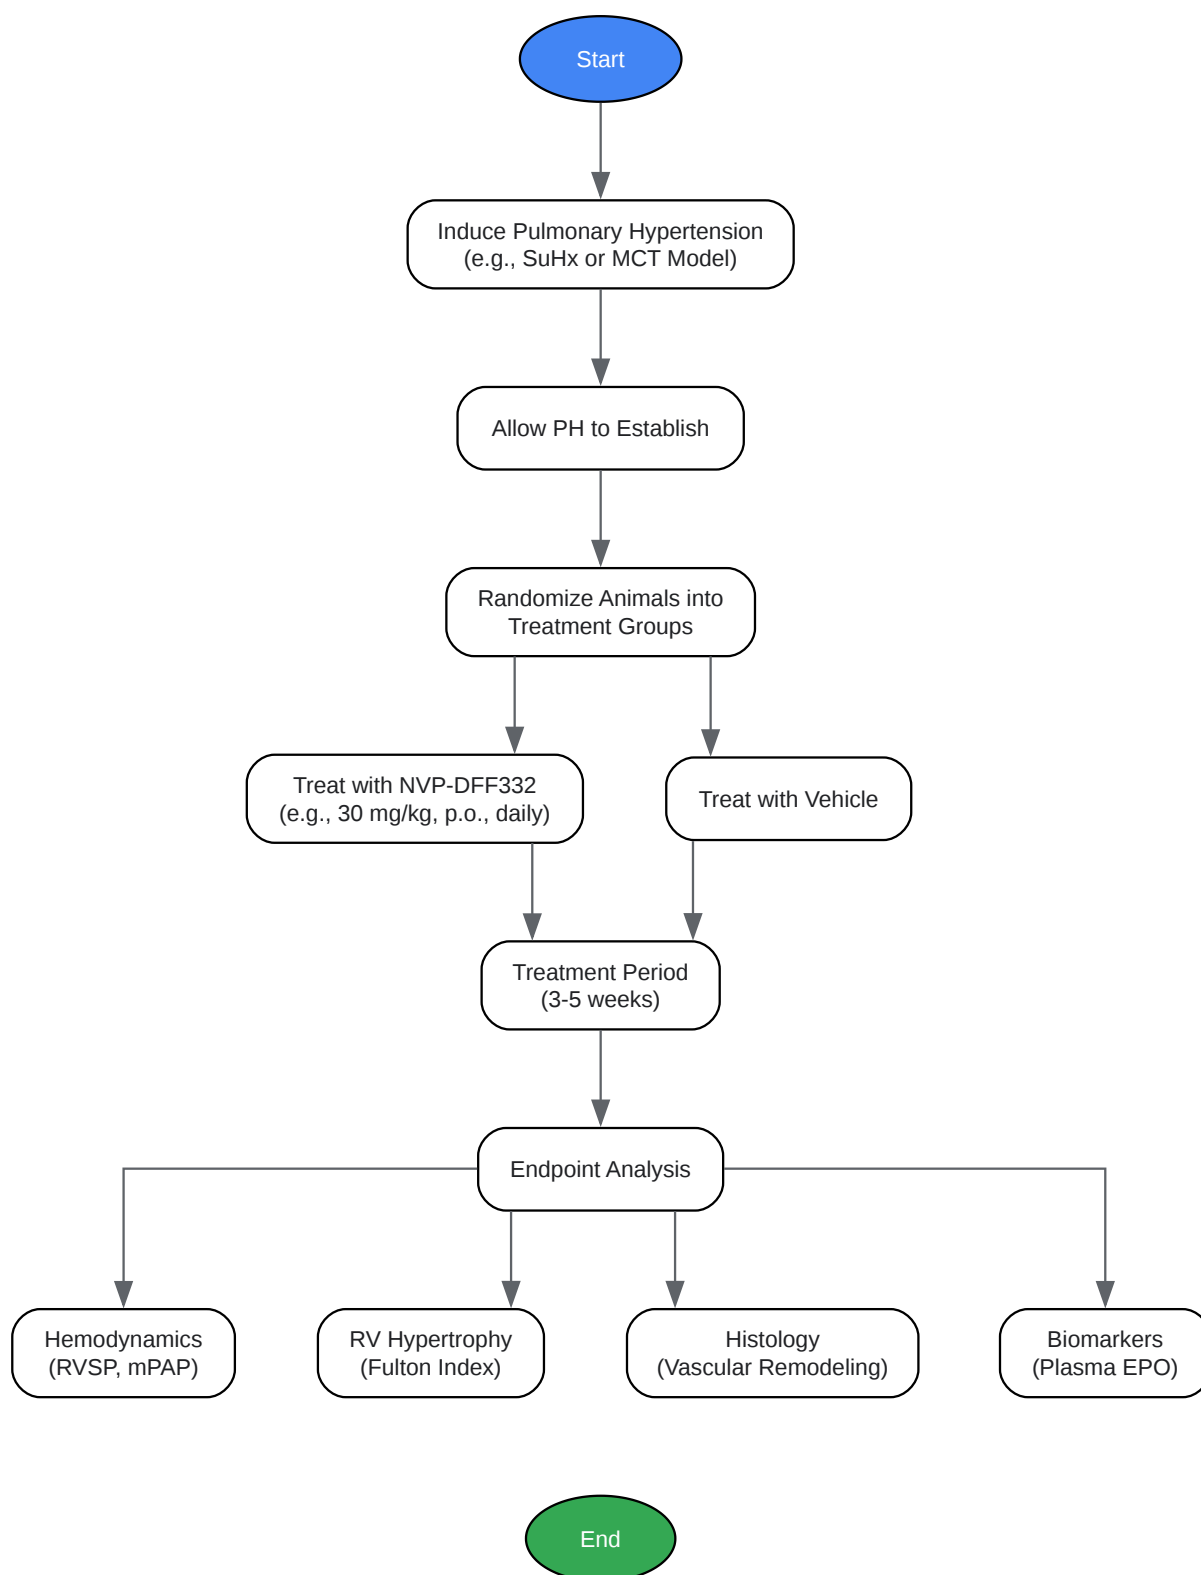 Start
Induce Pulmonary Hypertension
(e.g., SuHx or MCT Model)
Allow PH to Establish
Randomize Animals into
Treatment Groups
Treat with NVP-DFF332
(e.g., 30 mg/kg, p.o., daily)
Treat with Vehicle
Treatment Period
(3-5 weeks)
Endpoint Analysis
Hemodynamics
(RVSP, mPAP)
RV Hypertrophy
(Fulton Index)
Histology
(Vascular Remodeling)
Biomarkers
(Plasma EPO)
End